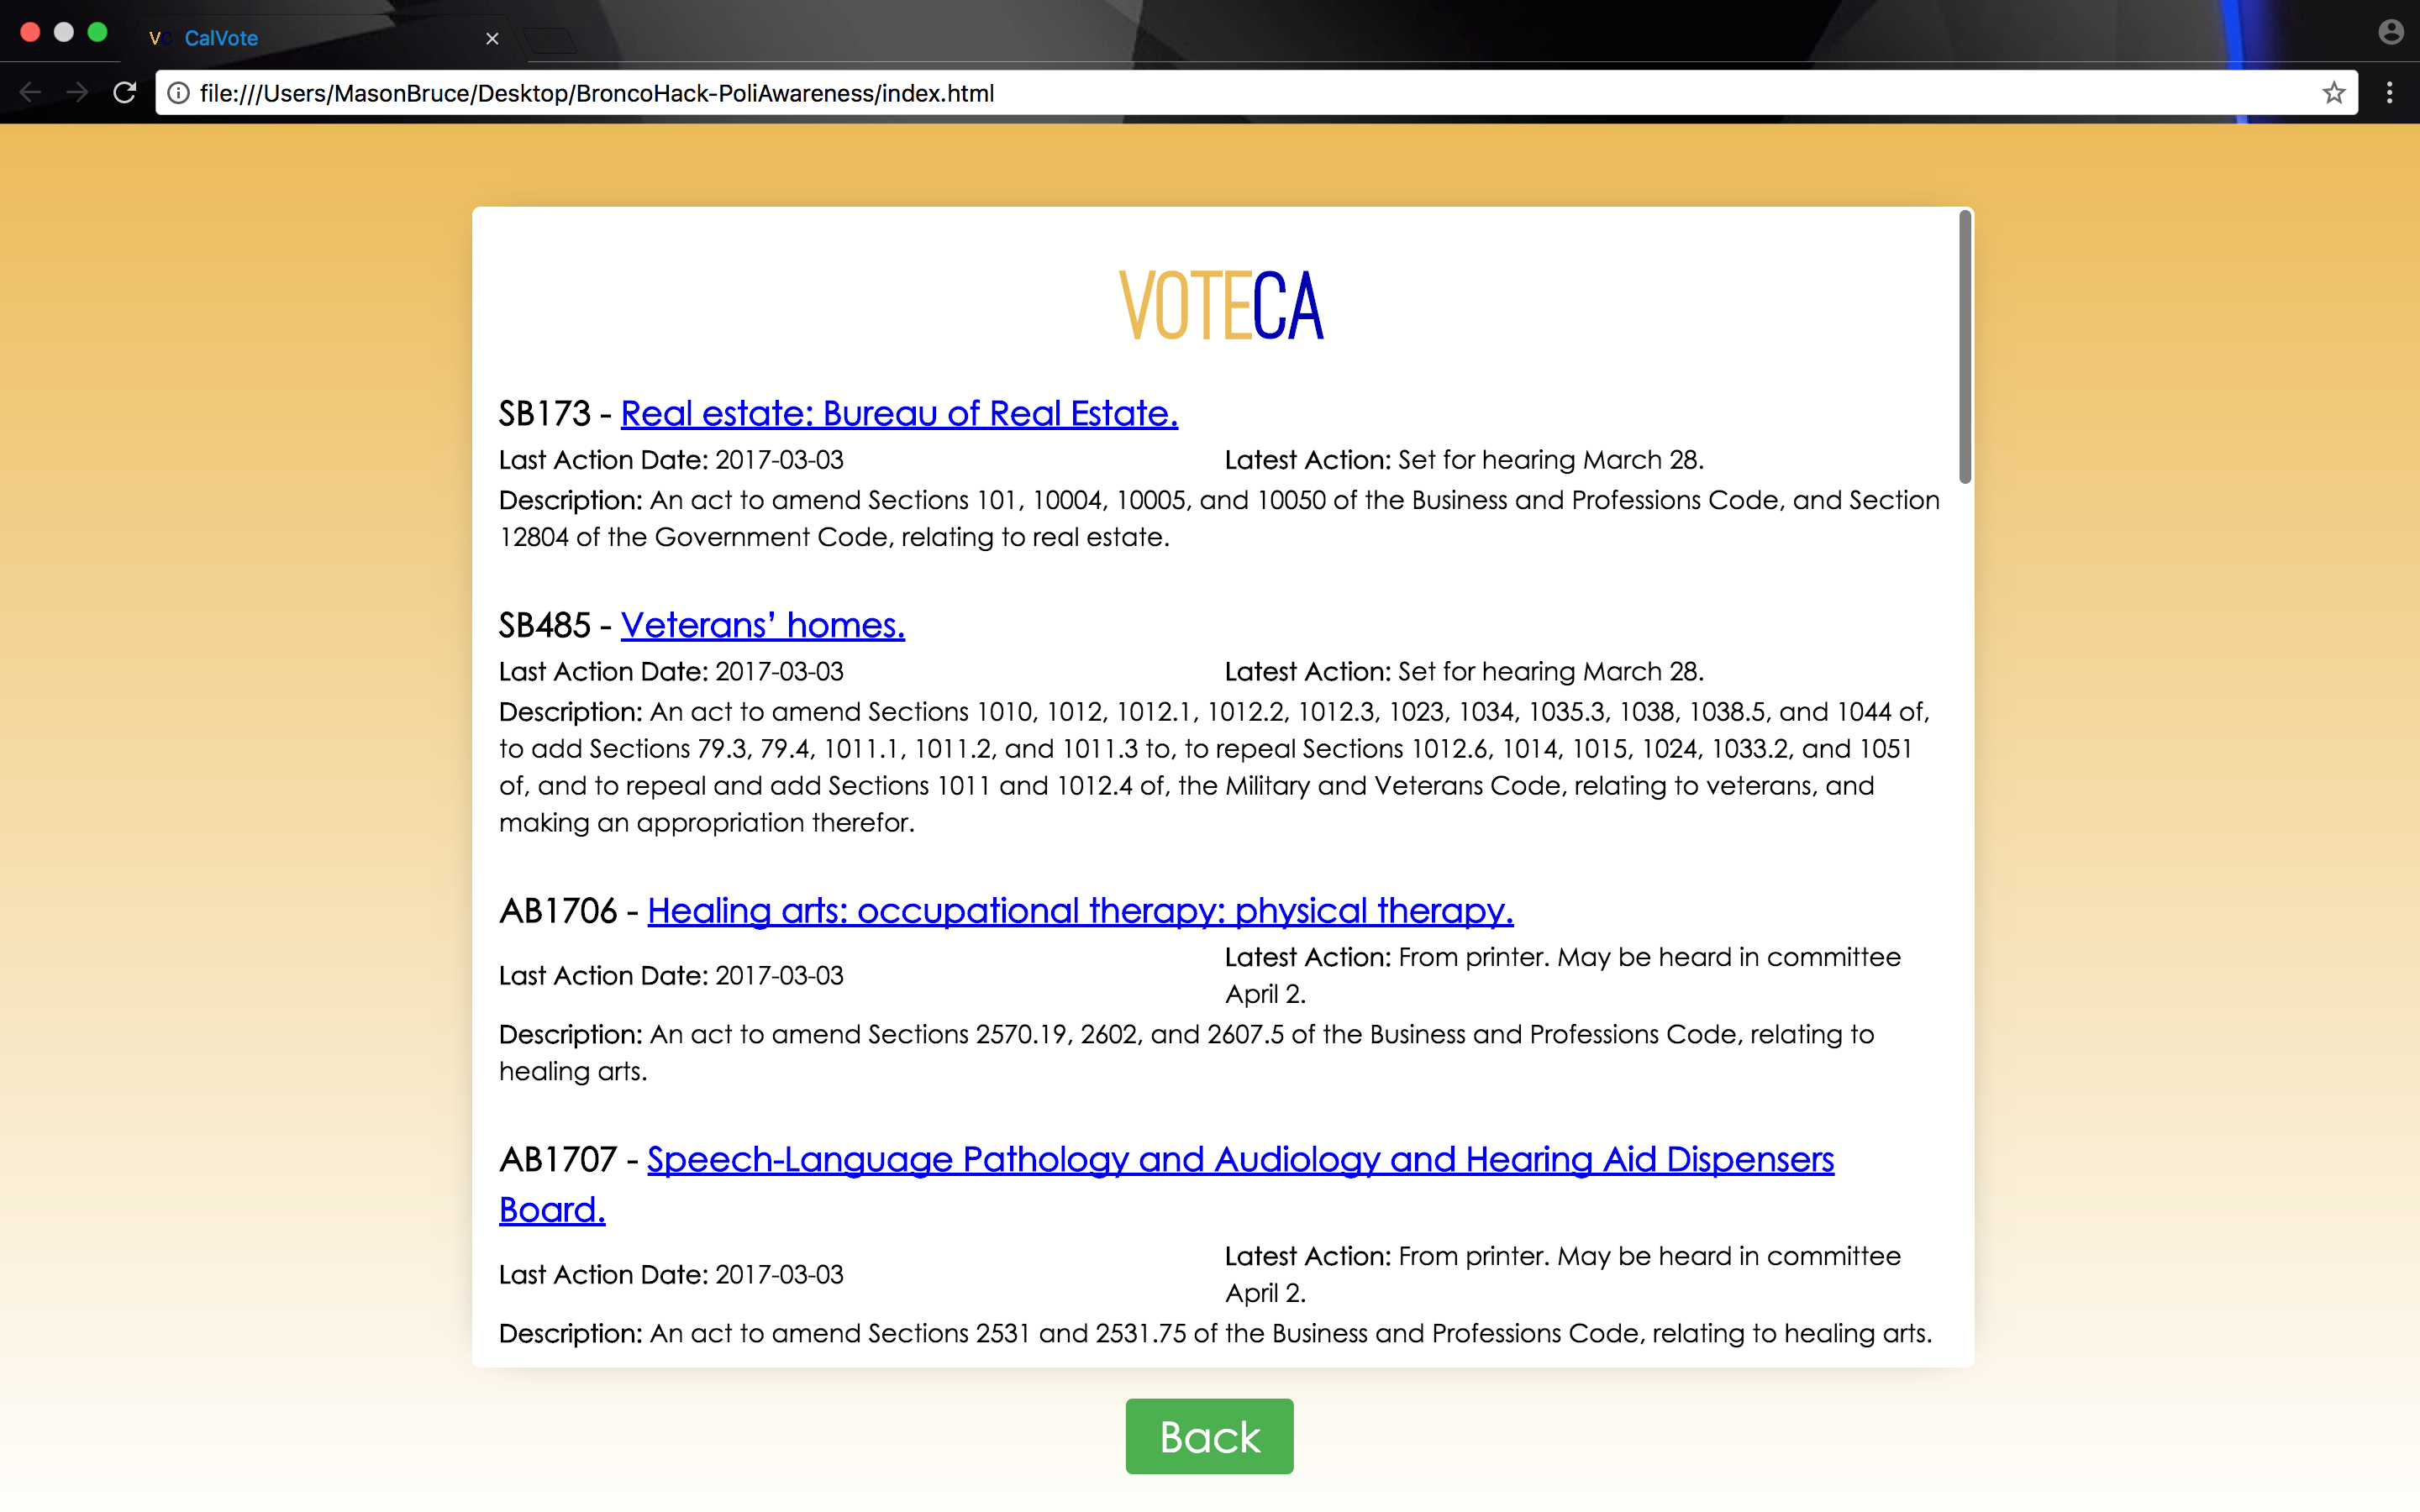 VC CalVote
file:///Users/MasonBruce/Desktop/BroncoHack-PoliAwareness/index.html
VOTECA
SB173 - Real estate: Bureau of Real Estate.
Last Action Date: 2017-03-03 Latest Action: Set for hearing March 28.
Description: An act to amend Sections 101, 10004, 10005, and 10050 of the Business and Professions Code, and Section
12804 of the Government Code, relating to real estate.
SB485 - Veterans’ homes.
Last Action Date: 2017-03-03 Latest Action: Set for hearing March 28.
Description: An act to amend Sections 1010, 1012, 1012.1, 1012.2, 1012.3, 1023, 1034, 1035.3, 1038, 1038.5, and 1044 of,
to add Sections 79.3, 79.4, 1011.1, 1011.2, and 1011.3 to, to repeal Sections 1012.6, 1014, 1015, 1024, 1033.2, and 1051
of, and to repeal and add Sections 1011 and 1012.4 of, the Military and Veterans Code, relating to veterans, and
making an appropriation therefor.
AB1706 - Healing arts: occupational therapy: physical therapy.
Last Action Date: 2017-03-03 Latest Action: From printer. May be heard in committee
April 2.
Description: An act to amend Sections 2570.19, 2602, and 2607.5 of the Business and Professions Code, relating to
healing arts.
AB1707 - Speech-Language Pathology and Audiology and Hearing Aid Dispensers
Board.
Last Action Date: 2017-03-03 Latest Action: From printer. May be heard in committee
April 2.
Description: An act to amend Sections 2531 and 2531.75 of the Business and Professions Code, relating to healing arts.
Back